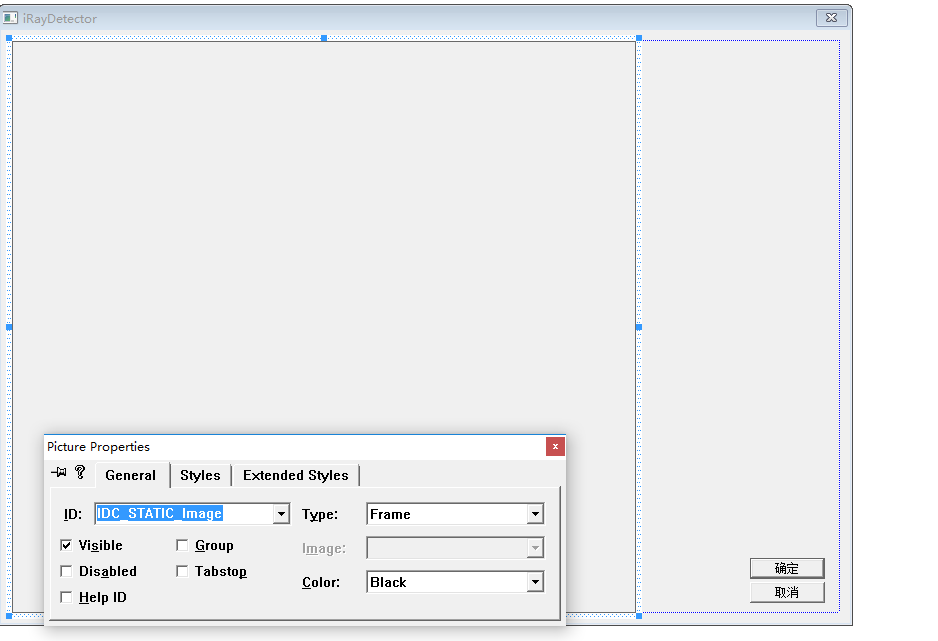 iRayDetector
Picture Properties
General Styles Extended Styles
ID: IDC_STATIC_Image Type: Frame
Visible Group Image:
Disabled Tabstop Color: Black
Help ID
确定
取消